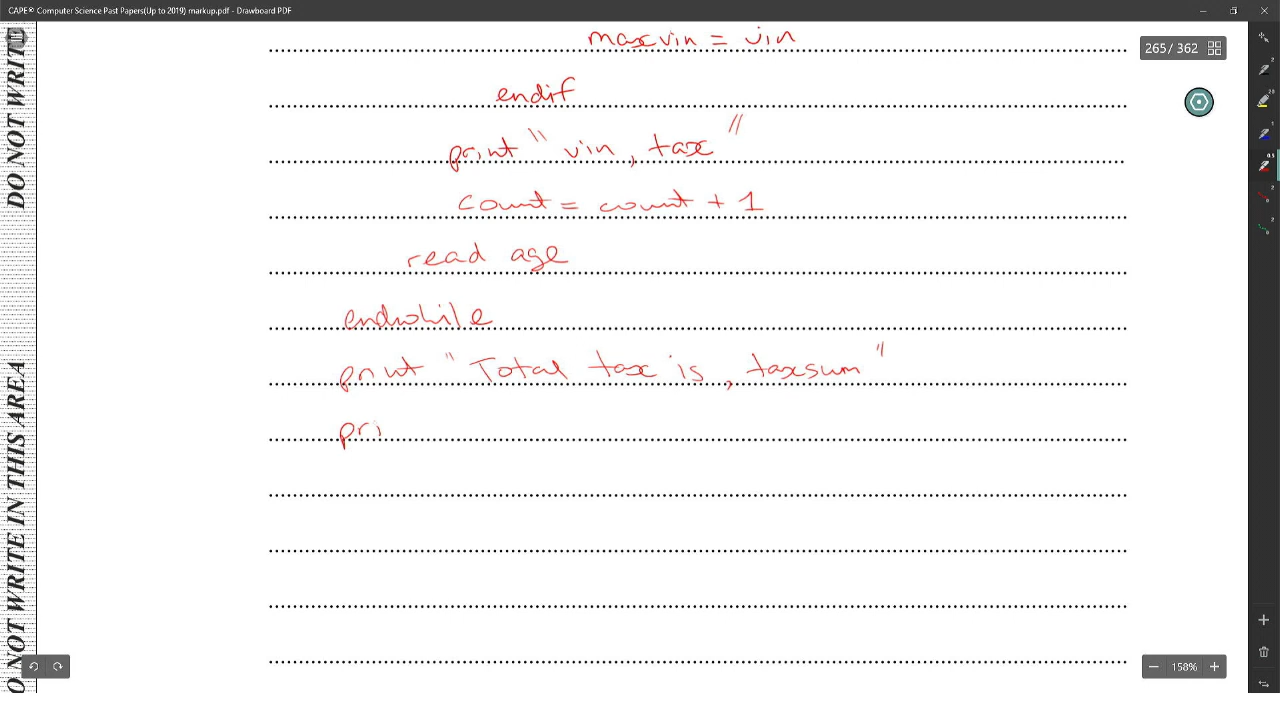 CAPE® Computer Science Past Papers(Up to 2019) markup.pdf - Drawboard PDF
maxvin = vin
265 / 362
endif
print " vin, tax "
count = count + 1
read age
endwhile
print " Total tax is, taxsum "
pri
158%
DO NOT WRITE IN THIS AREA
DO NOT WRIT